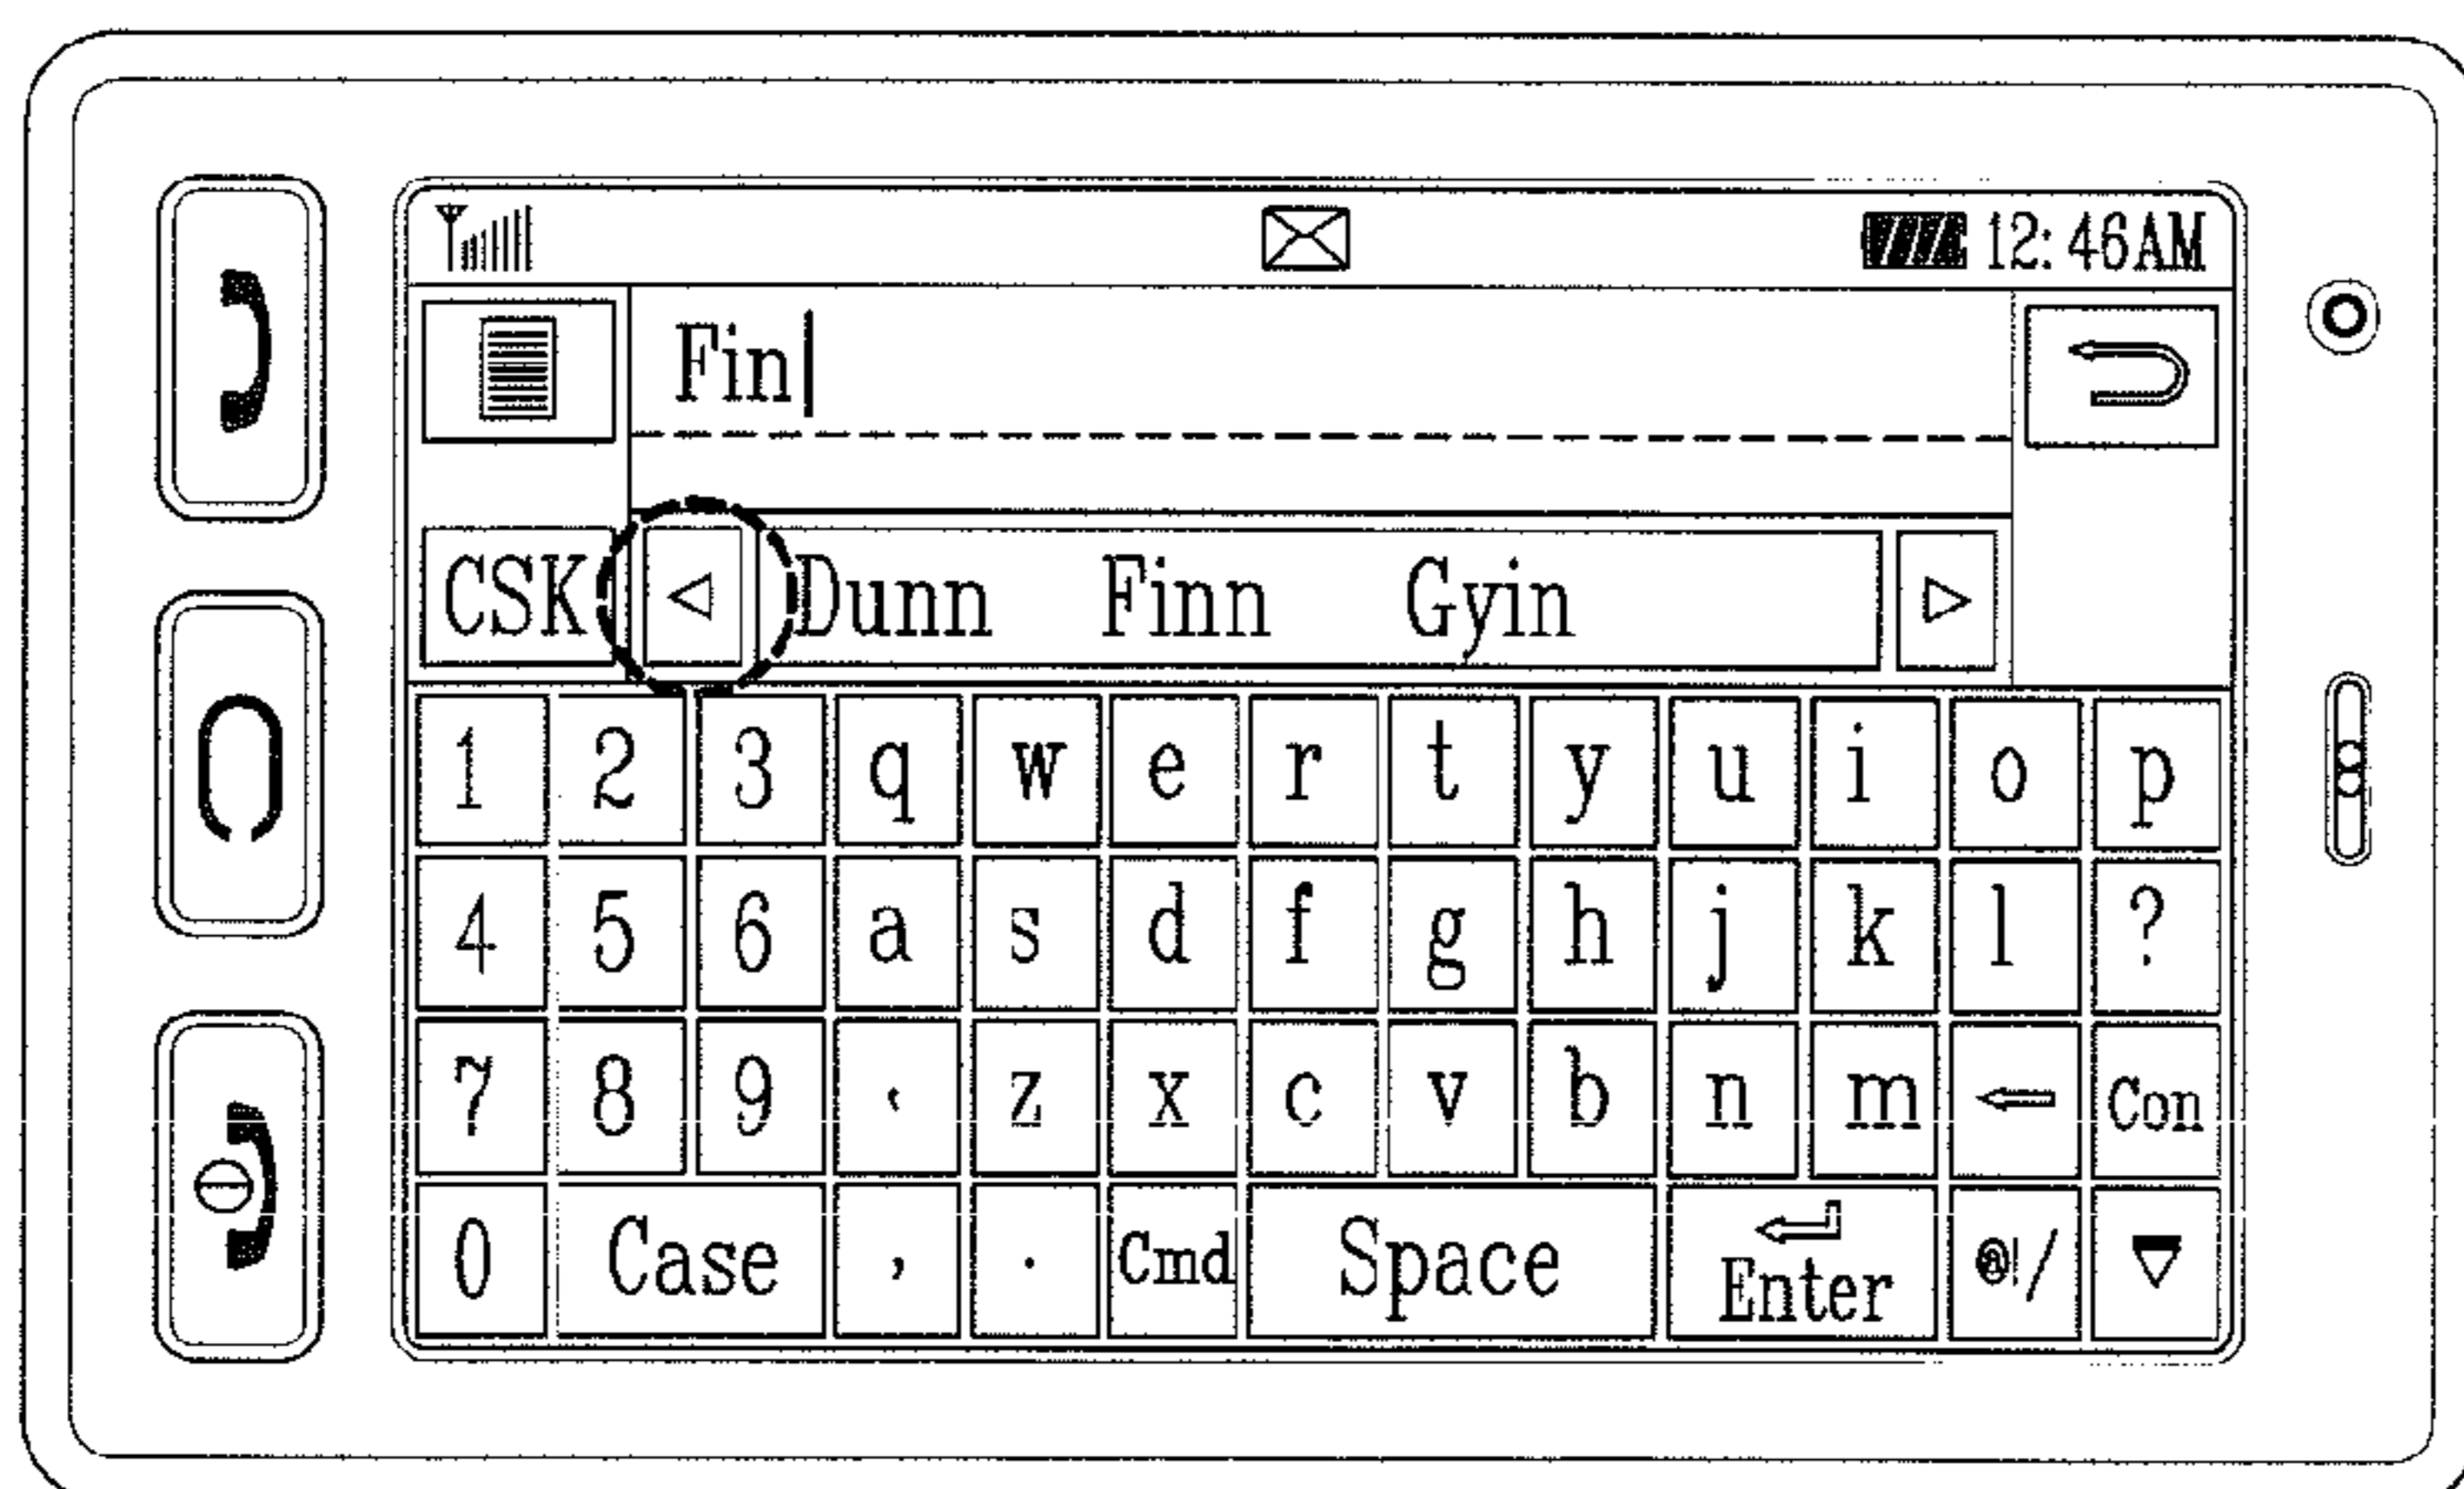 12:46AM
Fin
CSK Dunn Finn Gyin
1 2 3 q w e r t y u i o p
4 5 6 a s d f g h j k l ?
7 8 9 ‘ z x c v b n m Con
0 Case , . Cmd Space Enter @!/